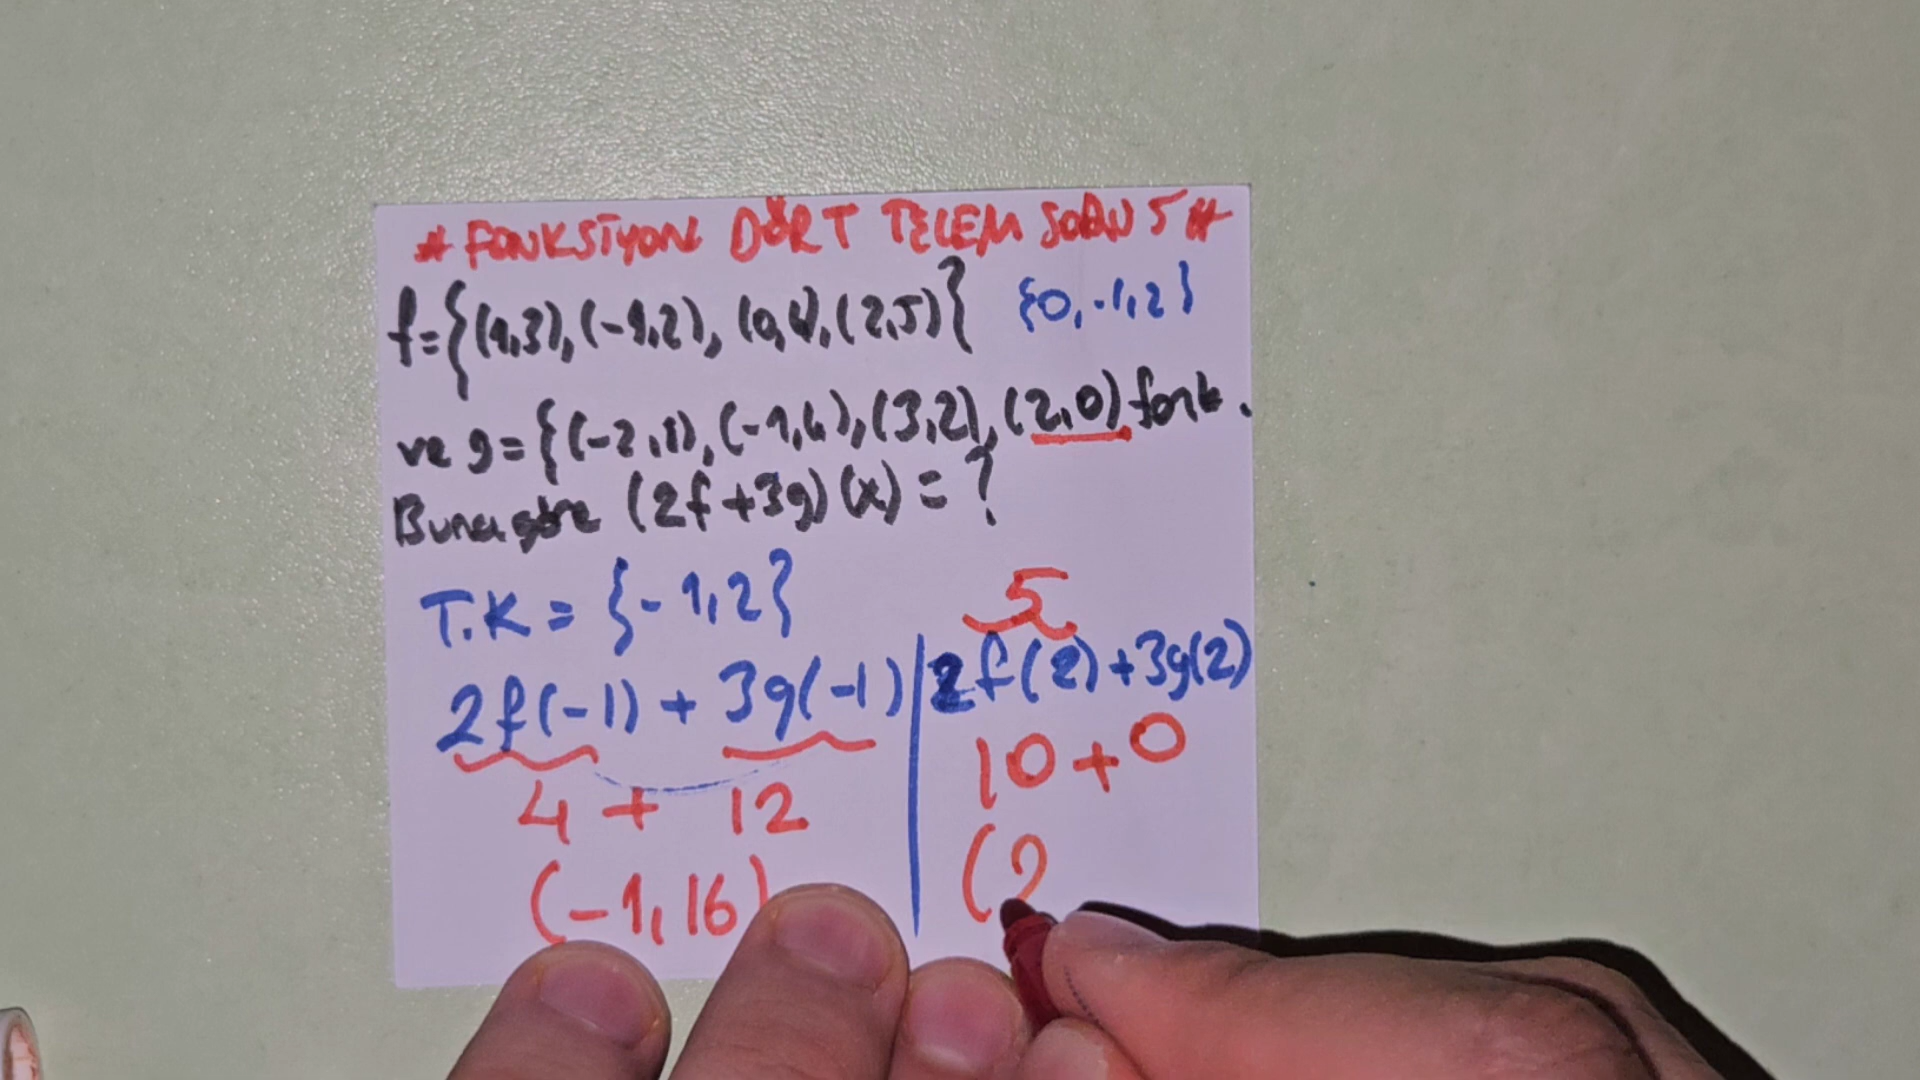 # FONKSİYON DÖRT İŞLEM SORU 5 #
f={(1,3),(-1,2), (0,4),(2,5)} {0,-1,2}
ve g={(-2,1),(-1,4),(3,2),(2,0) fonk.
Buna göre (2f+3g)(x)=?
T.K = {-1,2}
5
2f(-1) + 3g(-1) | 2f(2)+3g(2)
4 + 12
10+0
(-1,16)
(2